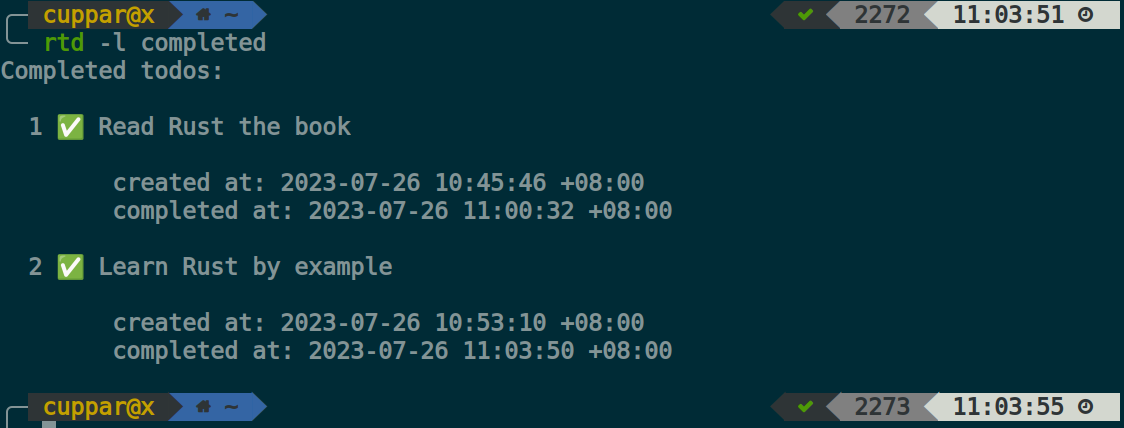 cuppar@x ~ ✔ 2272 11:03:51
rtd -l completed
Completed todos:
1 ✅ Read Rust the book
created at: 2023-07-26 10:45:46 +08:00
completed at: 2023-07-26 11:00:32 +08:00
2 ✅ Learn Rust by example
created at: 2023-07-26 10:53:10 +08:00
completed at: 2023-07-26 11:03:50 +08:00
cuppar@x ~ ✔ 2273 11:03:55